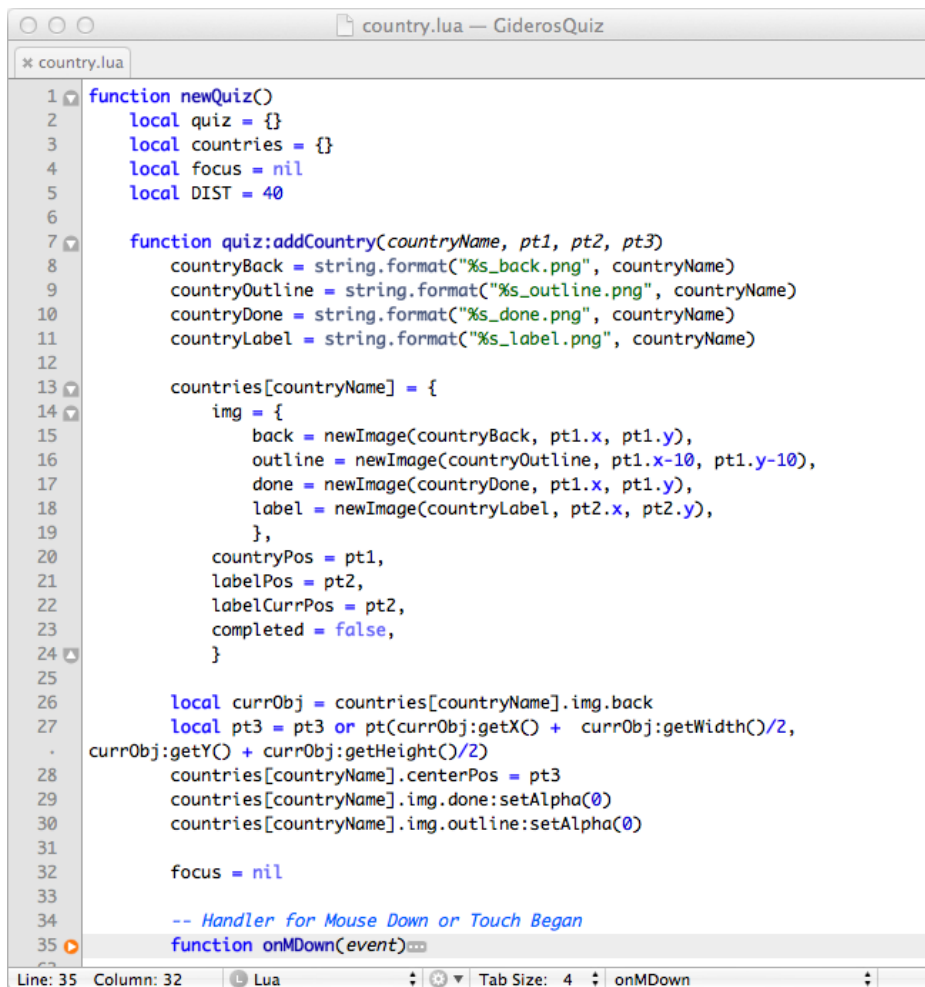 country.lua — GiderosQuiz
country.lua
1 function newQuiz()
2     local quiz = {}
3     local countries = {}
4     local focus = nil
5     local DIST = 40
6
7     function quiz:addCountry(countryName, pt1, pt2, pt3)
8         countryBack = string.format("%s_back.png", countryName)
9         countryOutline = string.format("%s_outline.png", countryName)
10         countryDone = string.format("%s_done.png", countryName)
11         countryLabel = string.format("%s_label.png", countryName)
12
13         countries[countryName] = {
14             img = {
15                 back = newImage(countryBack, pt1.x, pt1.y),
16                 outline = newImage(countryOutline, pt1.x-10, pt1.y-10),
17                 done = newImage(countryDone, pt1.x, pt1.y),
18                 label = newImage(countryLabel, pt2.x, pt2.y),
19                 },
20             countryPos = pt1,
21             labelPos = pt2,
22             labelCurrPos = pt2,
23             completed = false,
24             }
25
26         local currObj = countries[countryName].img.back
27         local pt3 = pt3 or pt(currObj:getX() +  currObj:getWidth()/2,
· currObj:getY() + currObj:getHeight()/2)
28         countries[countryName].centerPos = pt3
29         countries[countryName].img.done:setAlpha(0)
30         countries[countryName].img.outline:setAlpha(0)
31
32         focus = nil
33
34         -- Handler for Mouse Down or Touch Began
35         function onMDown(event)
Line: 35 Column: 32 L Lua Tab Size: 4 onMDown